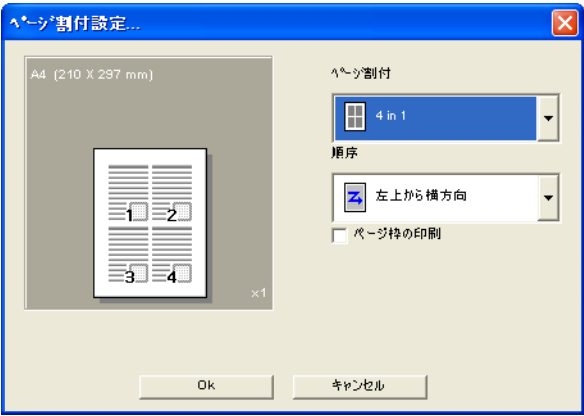 ﾍﾟｰｼﾞ割付設定...
A4 (210 X 297 mm)
1 2
3 4
x1
ﾍﾟｰｼﾞ割付
4 in 1
順序
左上から横方向
ページ枠の印刷
Ok
ｷｬﾝｾﾙ